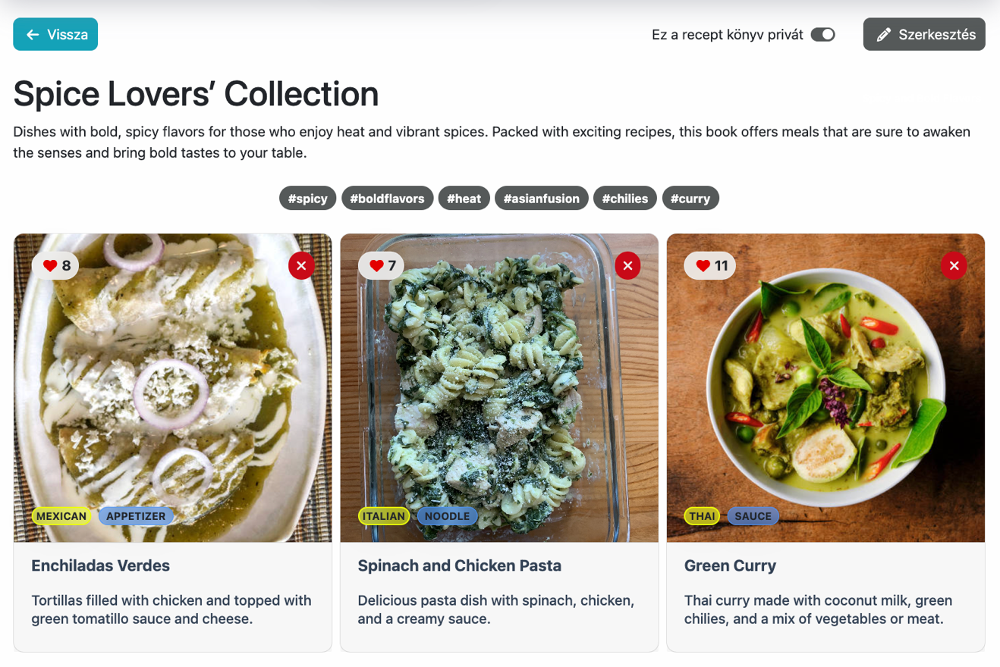 Vissza
Ez a recept könyv privát
Szerkesztés
Spice Lovers’ Collection
Dishes with bold, spicy flavors for those who enjoy heat and vibrant spices. Packed with exciting recipes, this book offers meals that are sure to awaken
the senses and bring bold tastes to your table.
#spicy #boldflavors #heat #asianfusion #chilies #curry
8
MEXICAN APPETIZER
Enchiladas Verdes
Tortillas filled with chicken and topped with
green tomatillo sauce and cheese.
7
ITALIAN NOODLE
Spinach and Chicken Pasta
Delicious pasta dish with spinach, chicken,
and a creamy sauce.
11
THAI SAUCE
Green Curry
Thai curry made with coconut milk, green
chilies, and a mix of vegetables or meat.